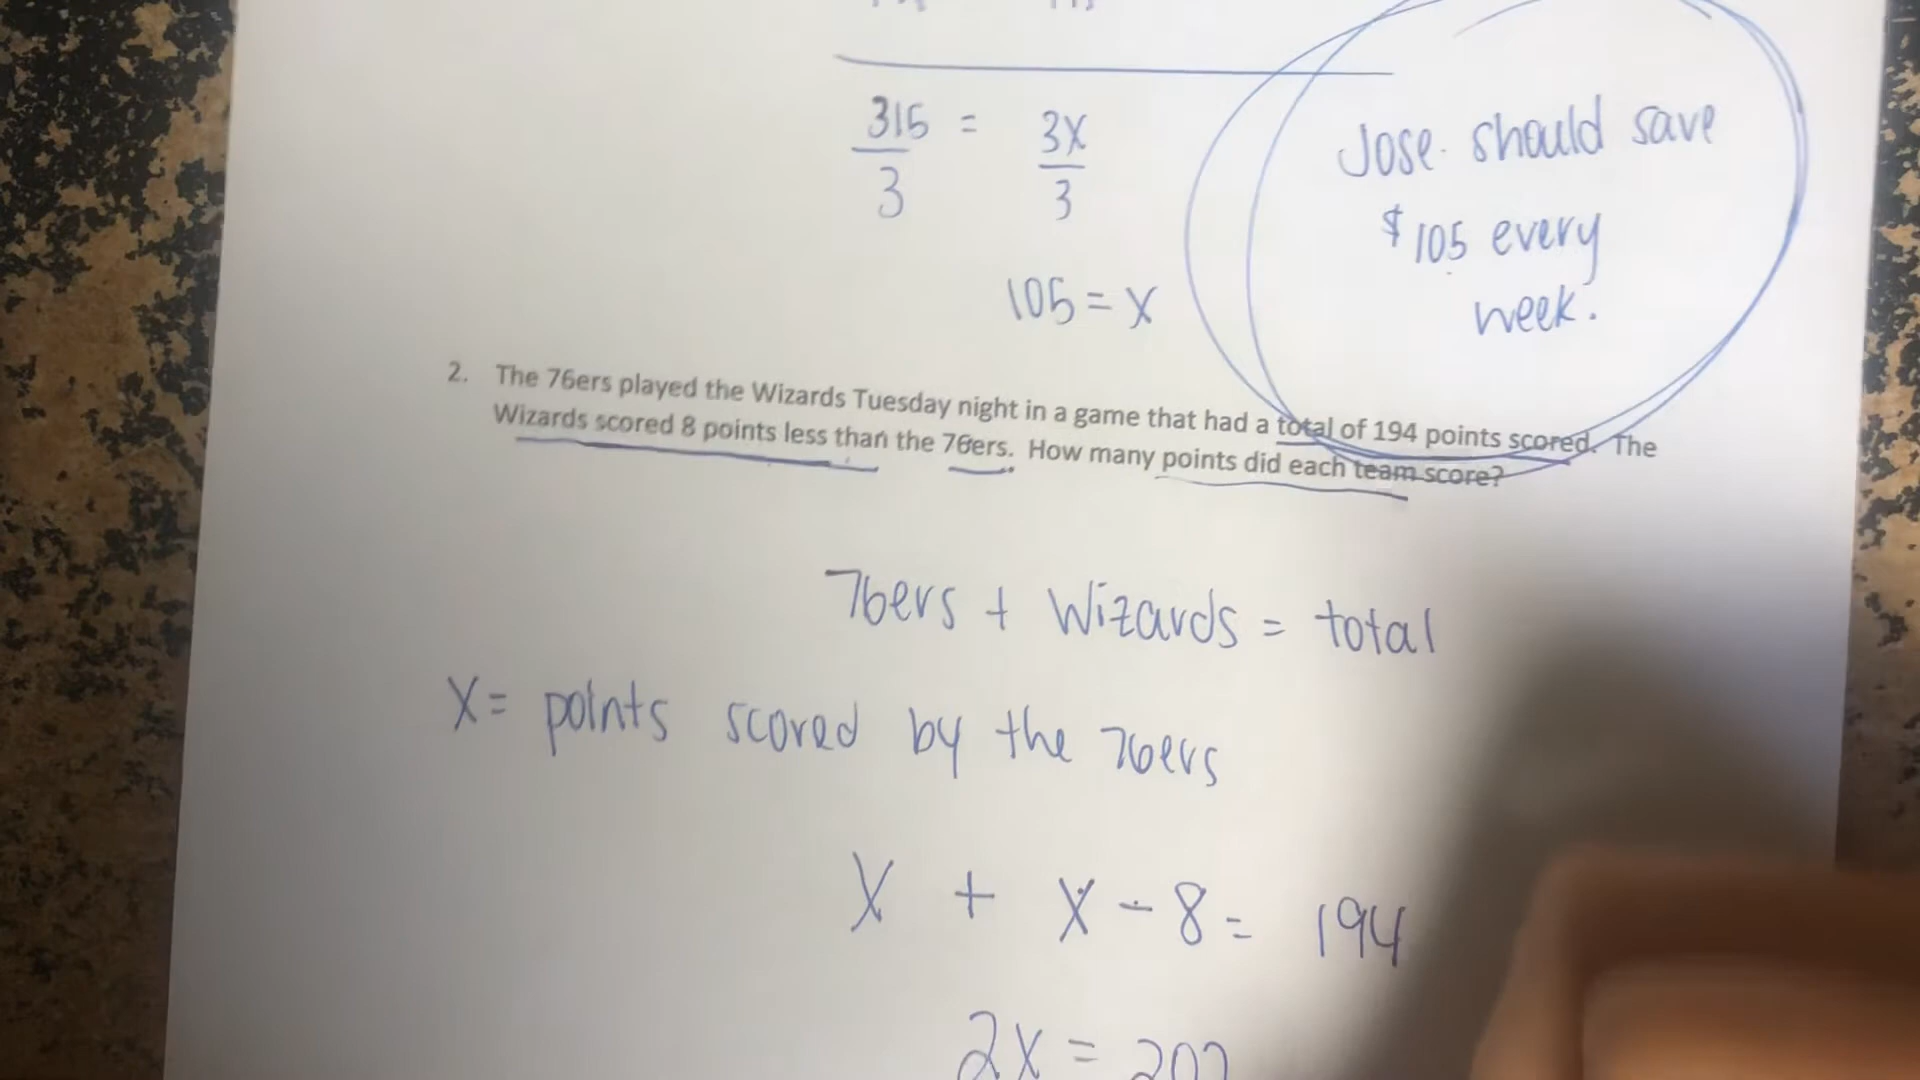 315 = 3x
3 3
105 = x
Jose should save
$105 every
week.
2. The 76ers played the Wizards Tuesday night in a game that had a total of 194 points scored. The
Wizards scored 8 points less than the 76ers. How many points did each team score?
76ers + Wizards = total
X = points scored by the 76ers
X + X - 8 = 194
2X = 202